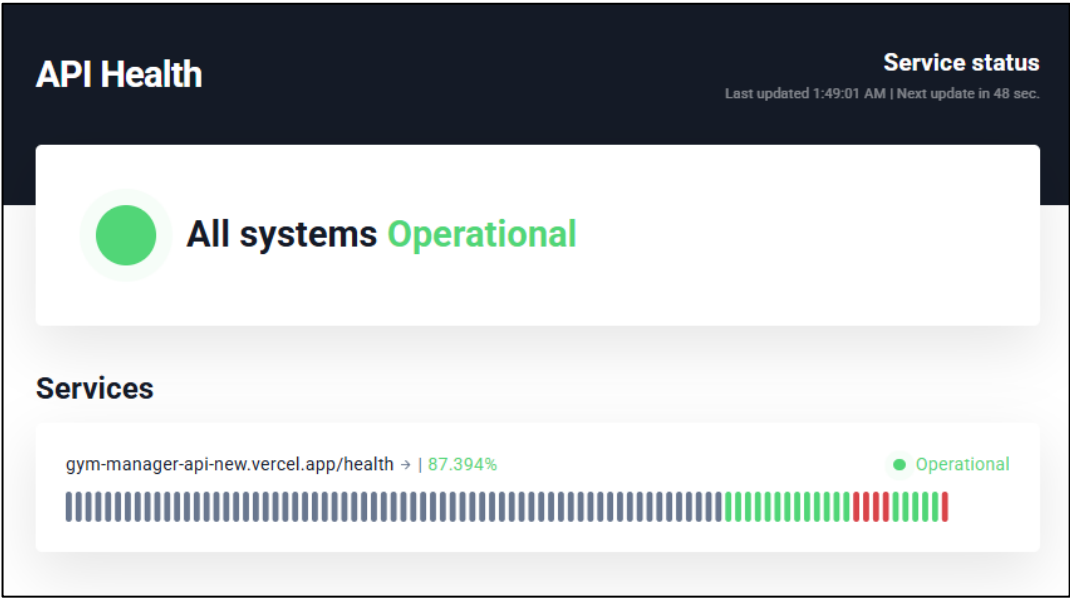 API Health
Service status
Last updated 1:49:01 AM | Next update in 48 sec.
All systems Operational
Services
gym-manager-api-new.vercel.app/health → | 87.394%
Operational